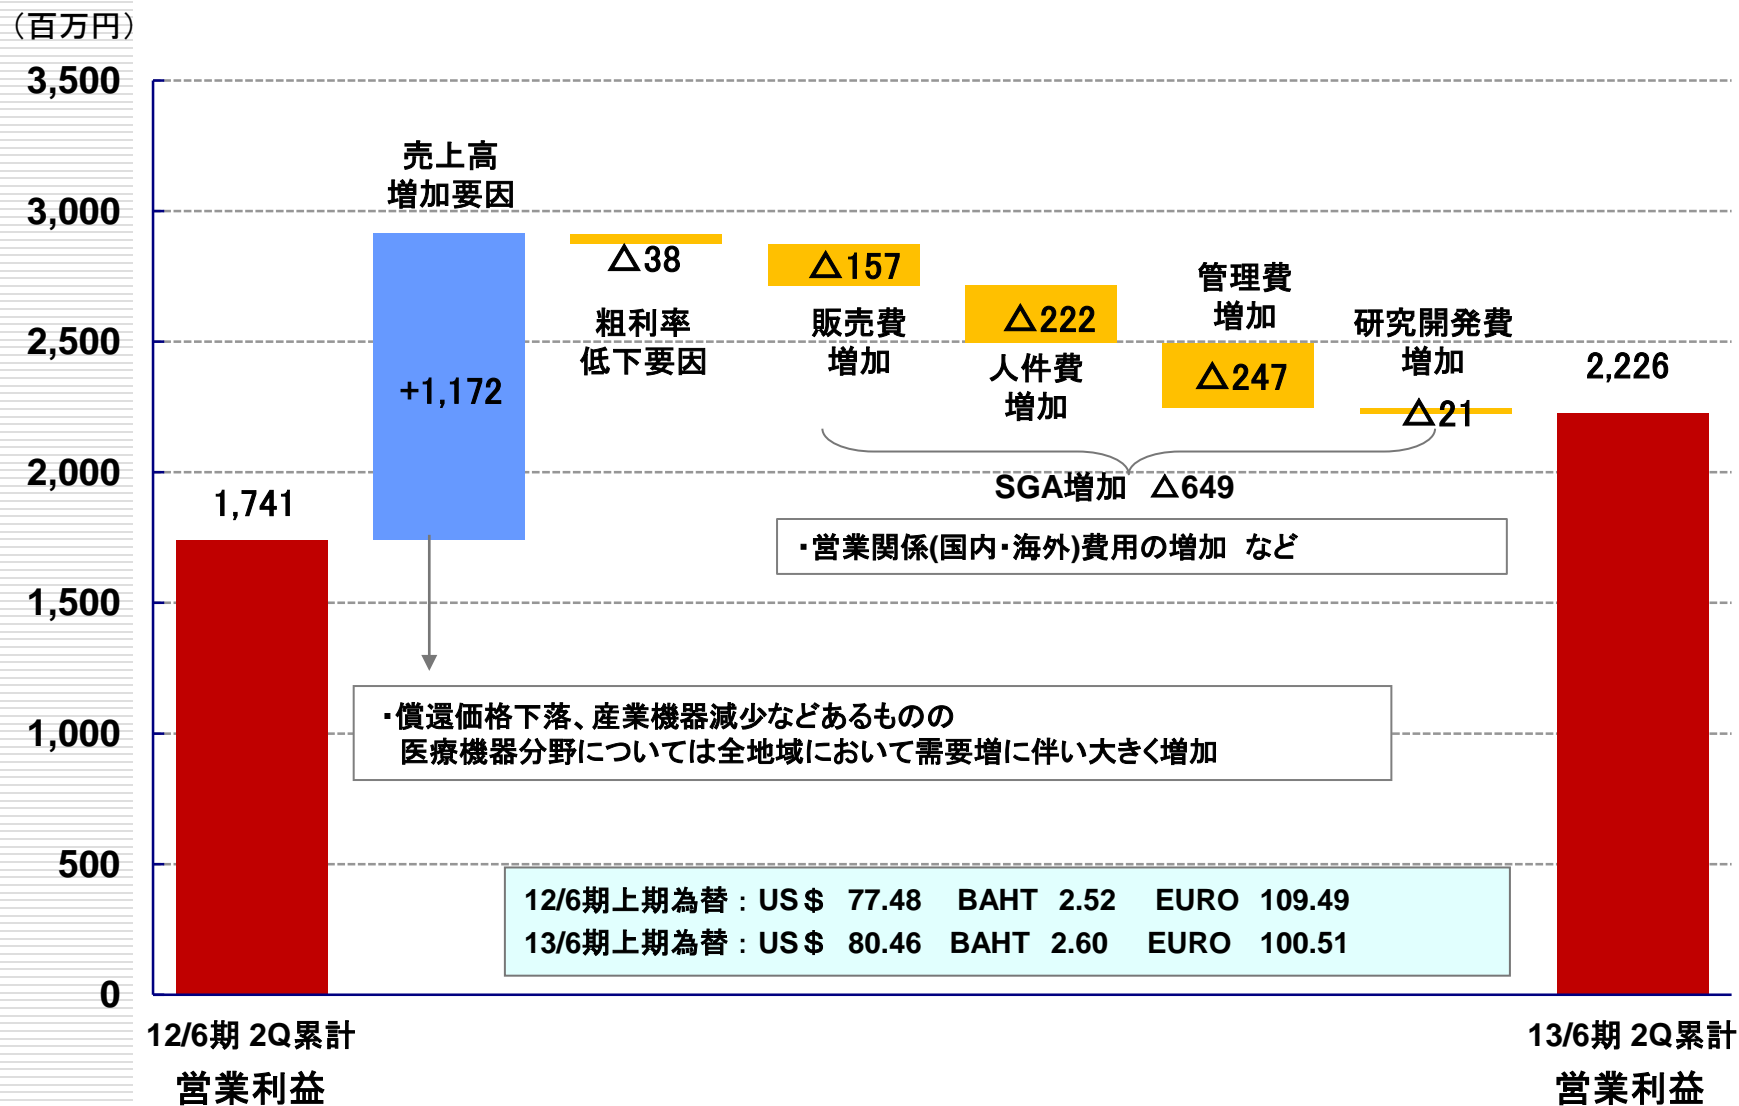 (百万円)
3,500
3,000
2,500
2,000
1,500
1,000
500
0
売上高
増加要因
+1,172
△38
粗利率
低下要因
△157
販売費
増加
△222
人件費
増加
管理費
増加
△247
研究開発費
増加
△21
1,741
2,226
SGA増加 △649
・営業関係(国内・海外)費用の増加 など
・償還価格下落、産業機器減少などあるものの
医療機器分野については全地域において需要増に伴い大きく増加
12/6期上期為替：US＄ 77.48 BAHT 2.52 EURO 109.49
13/6期上期為替：US＄ 80.46 BAHT 2.60 EURO 100.51
12/6期 2Q累計
営業利益
13/6期 2Q累計
営業利益